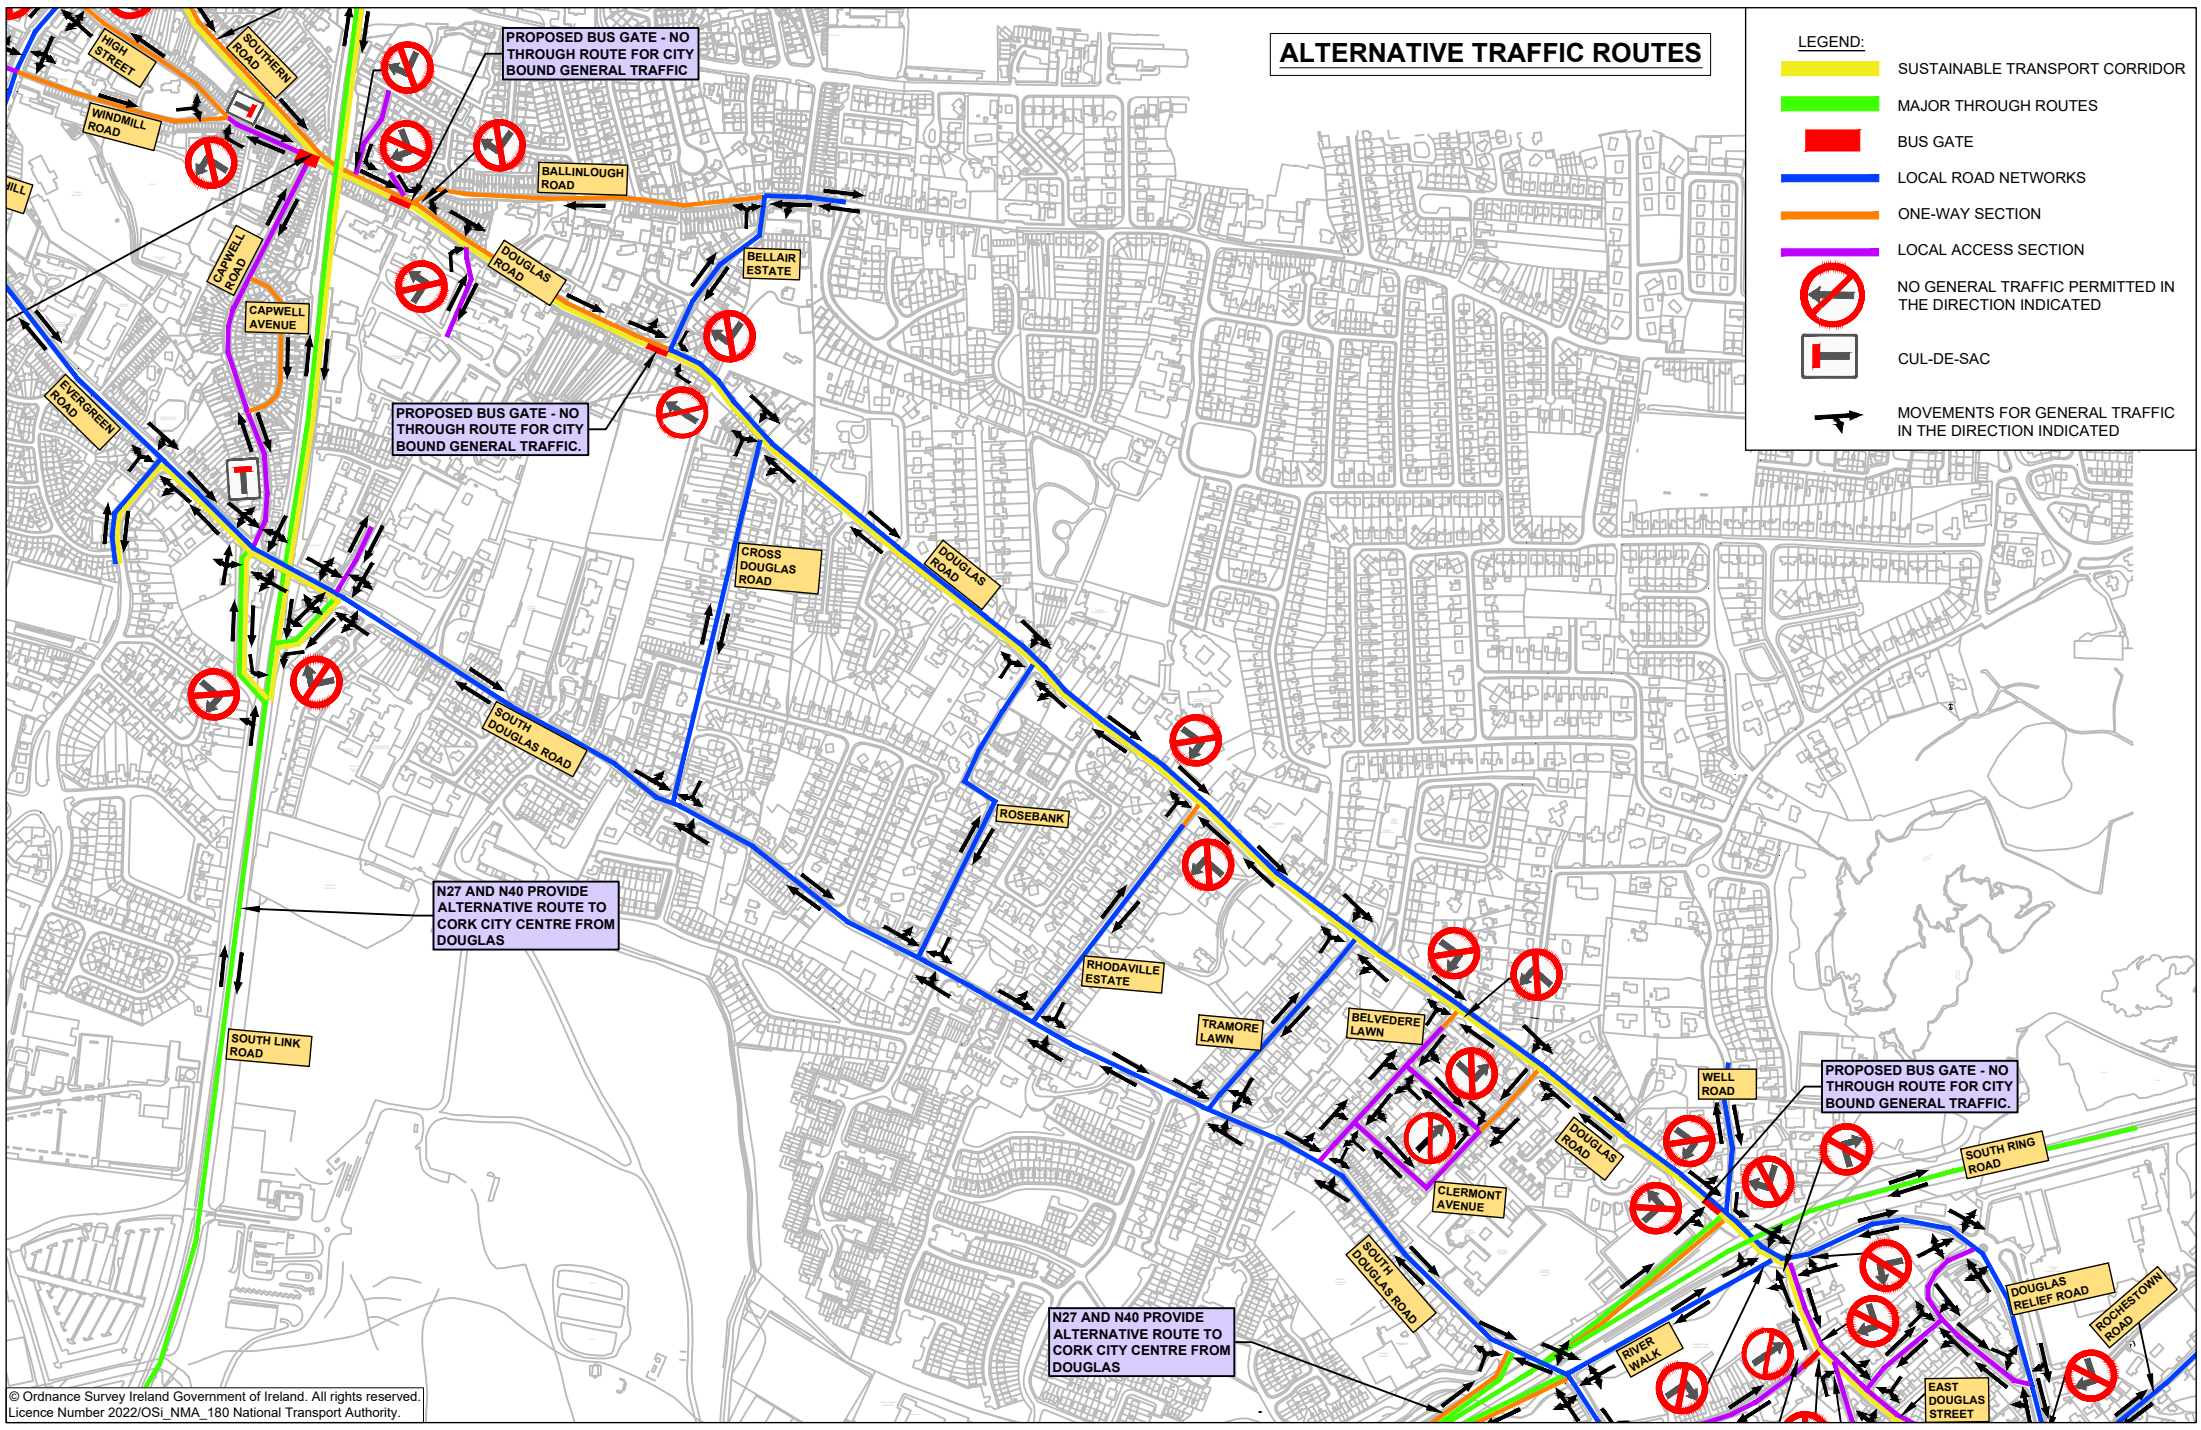 ALTERNATIVE TRAFFIC ROUTES
LEGEND:
SUSTAINABLE TRANSPORT CORRIDOR
MAJOR THROUGH ROUTES
BUS GATE
LOCAL ROAD NETWORKS
ONE-WAY SECTION
LOCAL ACCESS SECTION
NO GENERAL TRAFFIC PERMITTED IN
THE DIRECTION INDICATED
CUL-DE-SAC
MOVEMENTS FOR GENERAL TRAFFIC
IN THE DIRECTION INDICATED
HIGH
STREET
SOUTHERN
ROAD
PROPOSED BUS GATE - NO
THROUGH ROUTE FOR CITY
BOUND GENERAL TRAFFIC
WINDMILL
ROAD
HILL
BALLINLOUGH
ROAD
CAPWELL
ROAD
DOUGLAS
ROAD
BELLAIR
ESTATE
CAPWELL
AVENUE
EVERGREEN
ROAD
PROPOSED BUS GATE - NO
THROUGH ROUTE FOR CITY
BOUND GENERAL TRAFFIC.
CROSS
DOUGLAS
ROAD
DOUGLAS
ROAD
SOUTH
DOUGLAS ROAD
ROSEBANK
N27 AND N40 PROVIDE
ALTERNATIVE ROUTE TO
CORK CITY CENTRE FROM
DOUGLAS
RHODAVILLE
ESTATE
SOUTH LINK
ROAD
TRAMORE
LAWN
BELVEDERE
LAWN
WELL
ROAD
PROPOSED BUS GATE - NO
THROUGH ROUTE FOR CITY
BOUND GENERAL TRAFFIC.
DOUGLAS
ROAD
SOUTH RING
ROAD
CLERMONT
AVENUE
SOUTH
DOUGLAS ROAD
DOUGLAS
RELIEF ROAD
ROCHESTOWN
ROAD
N27 AND N40 PROVIDE
ALTERNATIVE ROUTE TO
CORK CITY CENTRE FROM
DOUGLAS
RIVER
WALK
EAST
DOUGLAS
STREET
© Ordnance Survey Ireland Government of Ireland. All rights reserved.
Licence Number 2022/OSi_NMA_180 National Transport Authority.